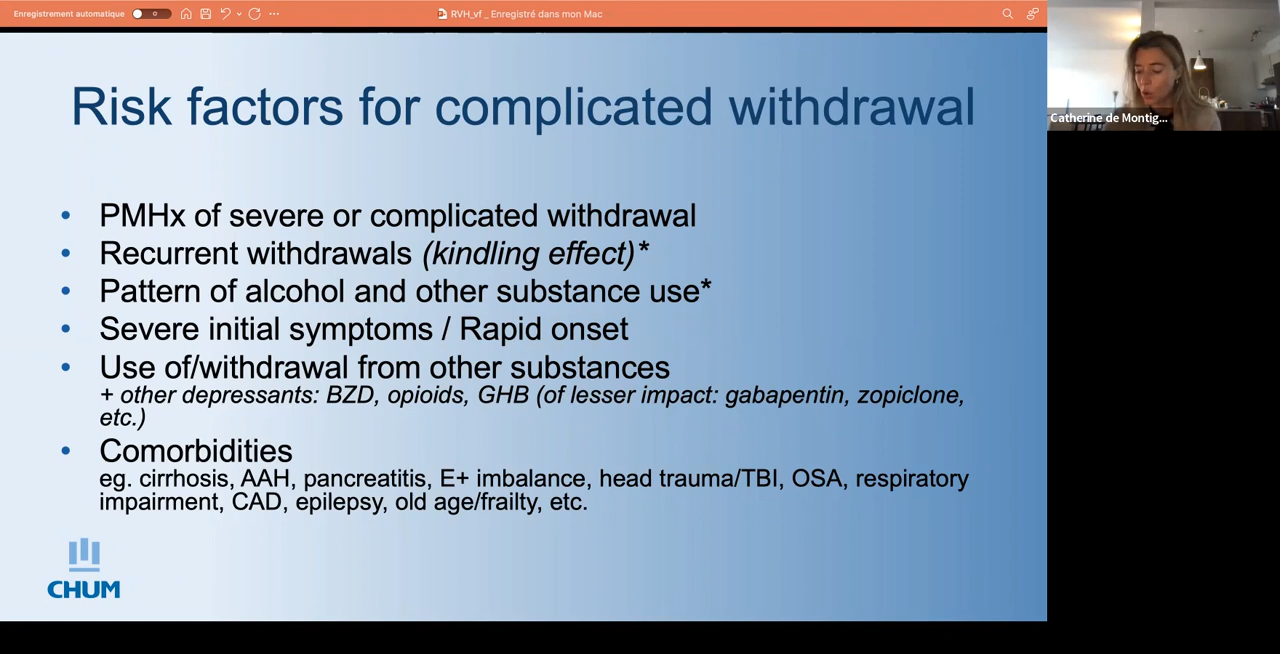 Enregistrement automatique
RVH_vf _ Enregistré dans mon Mac
Risk factors for complicated withdrawal
• PMHx of severe or complicated withdrawal
• Recurrent withdrawals (kindling effect)*
• Pattern of alcohol and other substance use*
• Severe initial symptoms / Rapid onset
• Use of/withdrawal from other substances
+ other depressants: BZD, opioids, GHB (of lesser impact: gabapentin, zopiclone,
etc.)
• Comorbidities
eg. cirrhosis, AAH, pancreatitis, E+ imbalance, head trauma/TBI, OSA, respiratory
impairment, CAD, epilepsy, old age/frailty, etc.
CHUM
Catherine de Montig...